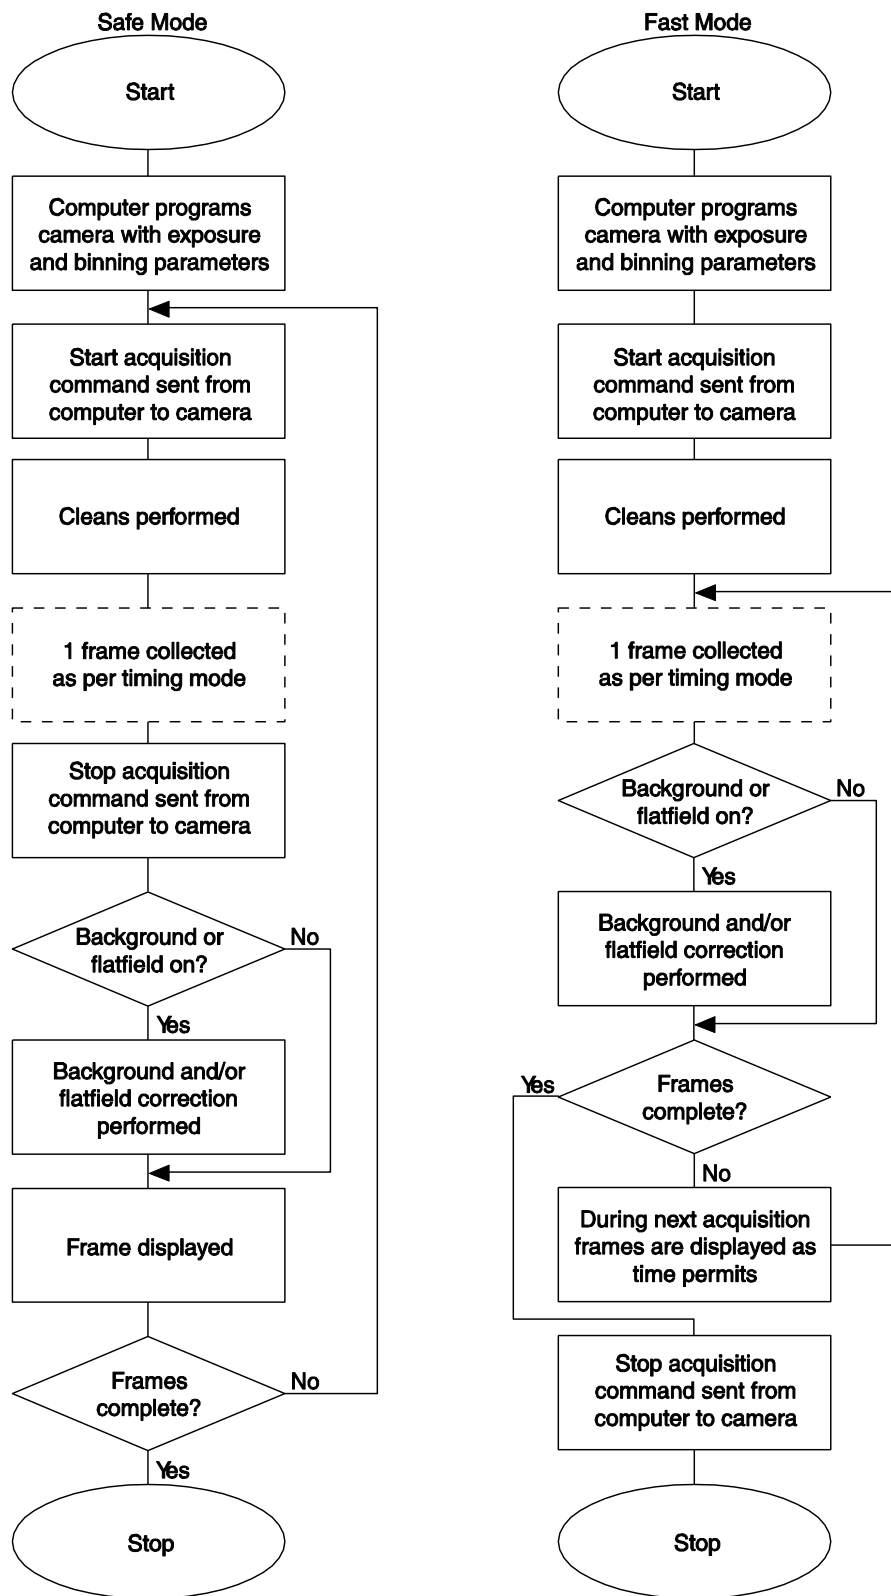 Safe Mode
Start
Computer programs
camera with exposure
and binning parameters
Start acquisition
command sent from
computer to camera
Cleans performed
1 frame collected
as per timing mode
Stop acquisition
command sent from
computer to camera
Background or
flatfield on?
No
Yes
Background and/or
flatfield correction
performed
Frame displayed
Frames
complete?
No
Yes
Stop
Fast Mode
Start
Computer programs
camera with exposure
and binning parameters
Start acquisition
command sent from
computer to camera
Cleans performed
1 frame collected
as per timing mode
Background or
flatfield on?
No
Yes
Background and/or
flatfield correction
performed
Frames
complete?
Yes
No
During next acquisition
frames are displayed as
time permits
Stop acquisition
command sent from
computer to camera
Stop